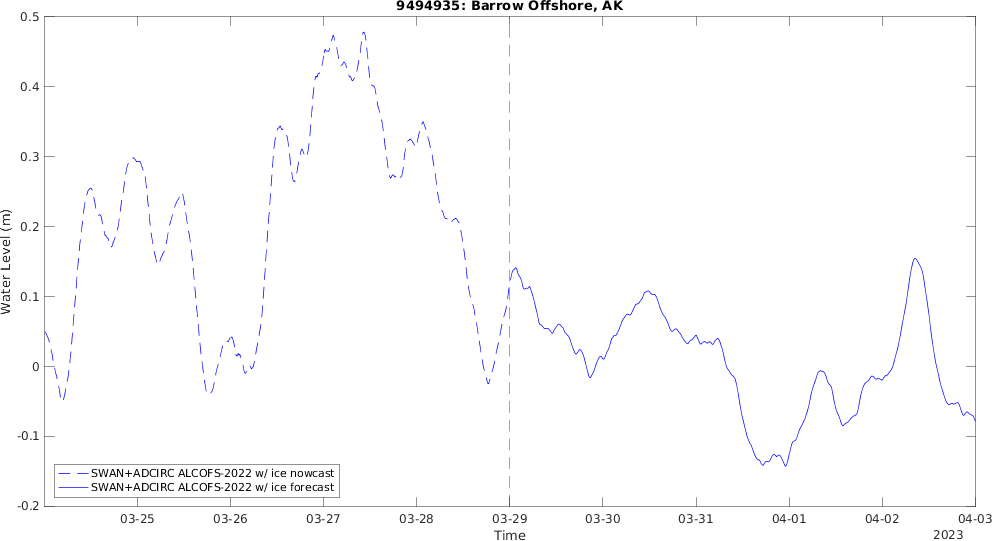 9494935: Barrow Offshore, AK
0.5
0.4
0.3
0.2
0.1
0
-0.1
-0.2
Water Level (m)
SWAN+ADCIRC ALCOFS-2022 w/ ice nowcast
SWAN+ADCIRC ALCOFS-2022 w/ ice forecast
03-25 03-26 03-27 03-28 03-29 03-30 03-31 04-01 04-02 04-03
Time
2023